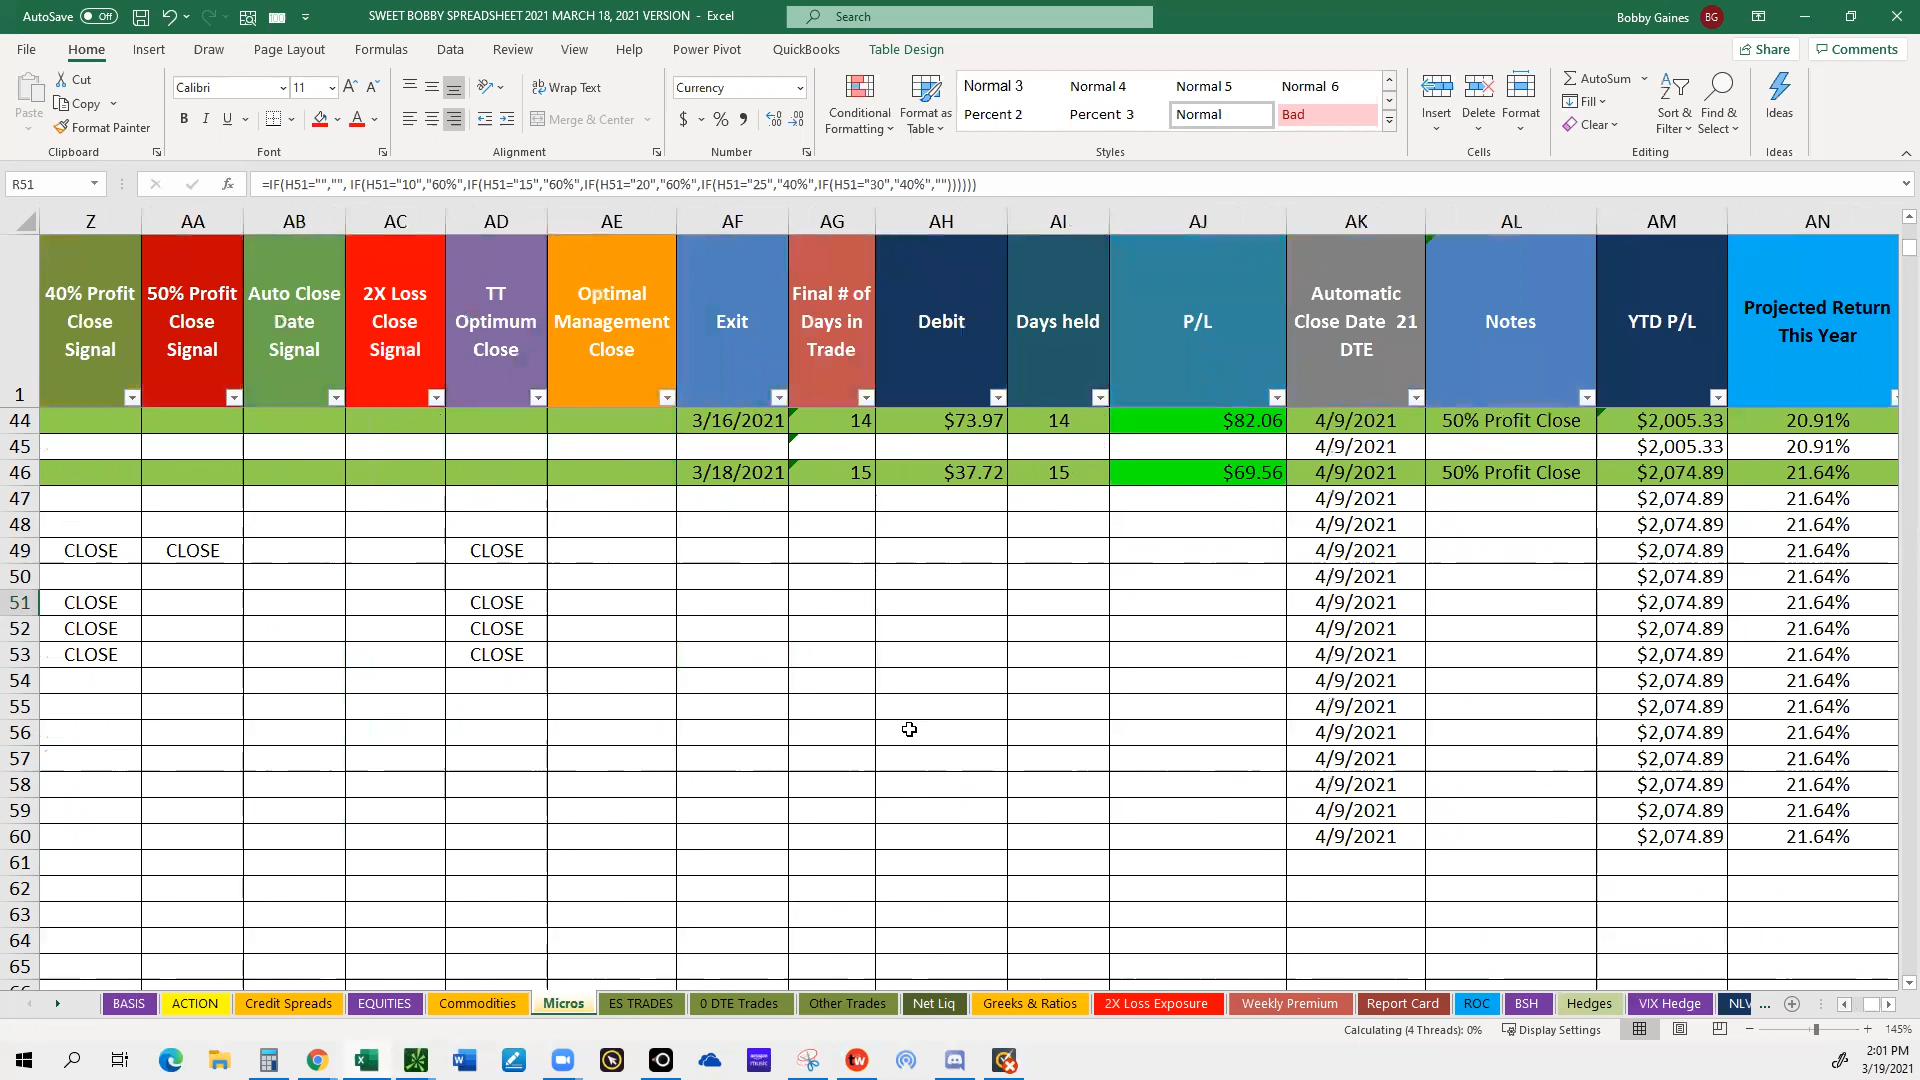 AutoSave Off SWEET BOBBY SPREADSHEET 2021 MARCH 18, 2021 VERSION - Excel Search Bobby Gaines BG
File Home Insert Draw Page Layout Formulas Data Review View Help Power Pivot QuickBooks Table Design Share Comments
Paste
Cut
Copy
Format Painter
Clipboard
Calibri 11
B I U
Font
Wrap Text
Merge & Center
Alignment
Currency
$ %
Number
Conditional Formatting
Format as Table
Normal 3 Normal 4 Normal 5 Normal 6
Percent 2 Percent 3 Normal Bad
Styles
Insert Delete Format
Cells
AutoSum
Fill
Clear
Sort & Filter
Find & Select
Editing
Ideas
Ideas
R51 fx =IF(H51="","", IF(H51="10","60%",IF(H51="15","60%",IF(H51="20","60%",IF(H51="25","40%",IF(H51="30","40%",""))))))
Z AA AB AC AD AE AF AG AH AI AJ AK AL AM AN
1 40% Profit Close Signal 50% Profit Close Signal Auto Close Date Signal 2X Loss Close Signal TT Optimum Close Optimal Management Close Exit Final # of Days in Trade Debit Days held P/L Automatic Close Date 21 DTE Notes YTD P/L Projected Return This Year
44 3/16/2021 14 $73.97 14 $82.06 4/9/2021 50% Profit Close $2,005.33 20.91%
45 4/9/2021 $2,005.33 20.91%
46 3/18/2021 15 $37.72 15 $69.56 4/9/2021 50% Profit Close $2,074.89 21.64%
47 4/9/2021 $2,074.89 21.64%
48 4/9/2021 $2,074.89 21.64%
49 CLOSE CLOSE CLOSE 4/9/2021 $2,074.89 21.64%
50 4/9/2021 $2,074.89 21.64%
51 CLOSE CLOSE 4/9/2021 $2,074.89 21.64%
52 CLOSE CLOSE 4/9/2021 $2,074.89 21.64%
53 CLOSE CLOSE 4/9/2021 $2,074.89 21.64%
54 4/9/2021 $2,074.89 21.64%
55 4/9/2021 $2,074.89 21.64%
56 4/9/2021 $2,074.89 21.64%
57 4/9/2021 $2,074.89 21.64%
58 4/9/2021 $2,074.89 21.64%
59 4/9/2021 $2,074.89 21.64%
60 4/9/2021 $2,074.89 21.64%
61
62
63
64
65
BASIS ACTION Credit Spreads EQUITIES Commodities Micros ES TRADES 0 DTE Trades Other Trades Net Liq Greeks & Ratios 2X Loss Exposure Weekly Premium Report Card ROC BSH Hedges VIX Hedge NLV ...
Calculating (4 Threads): 0% Display Settings 145%
2:01 PM
3/19/2021